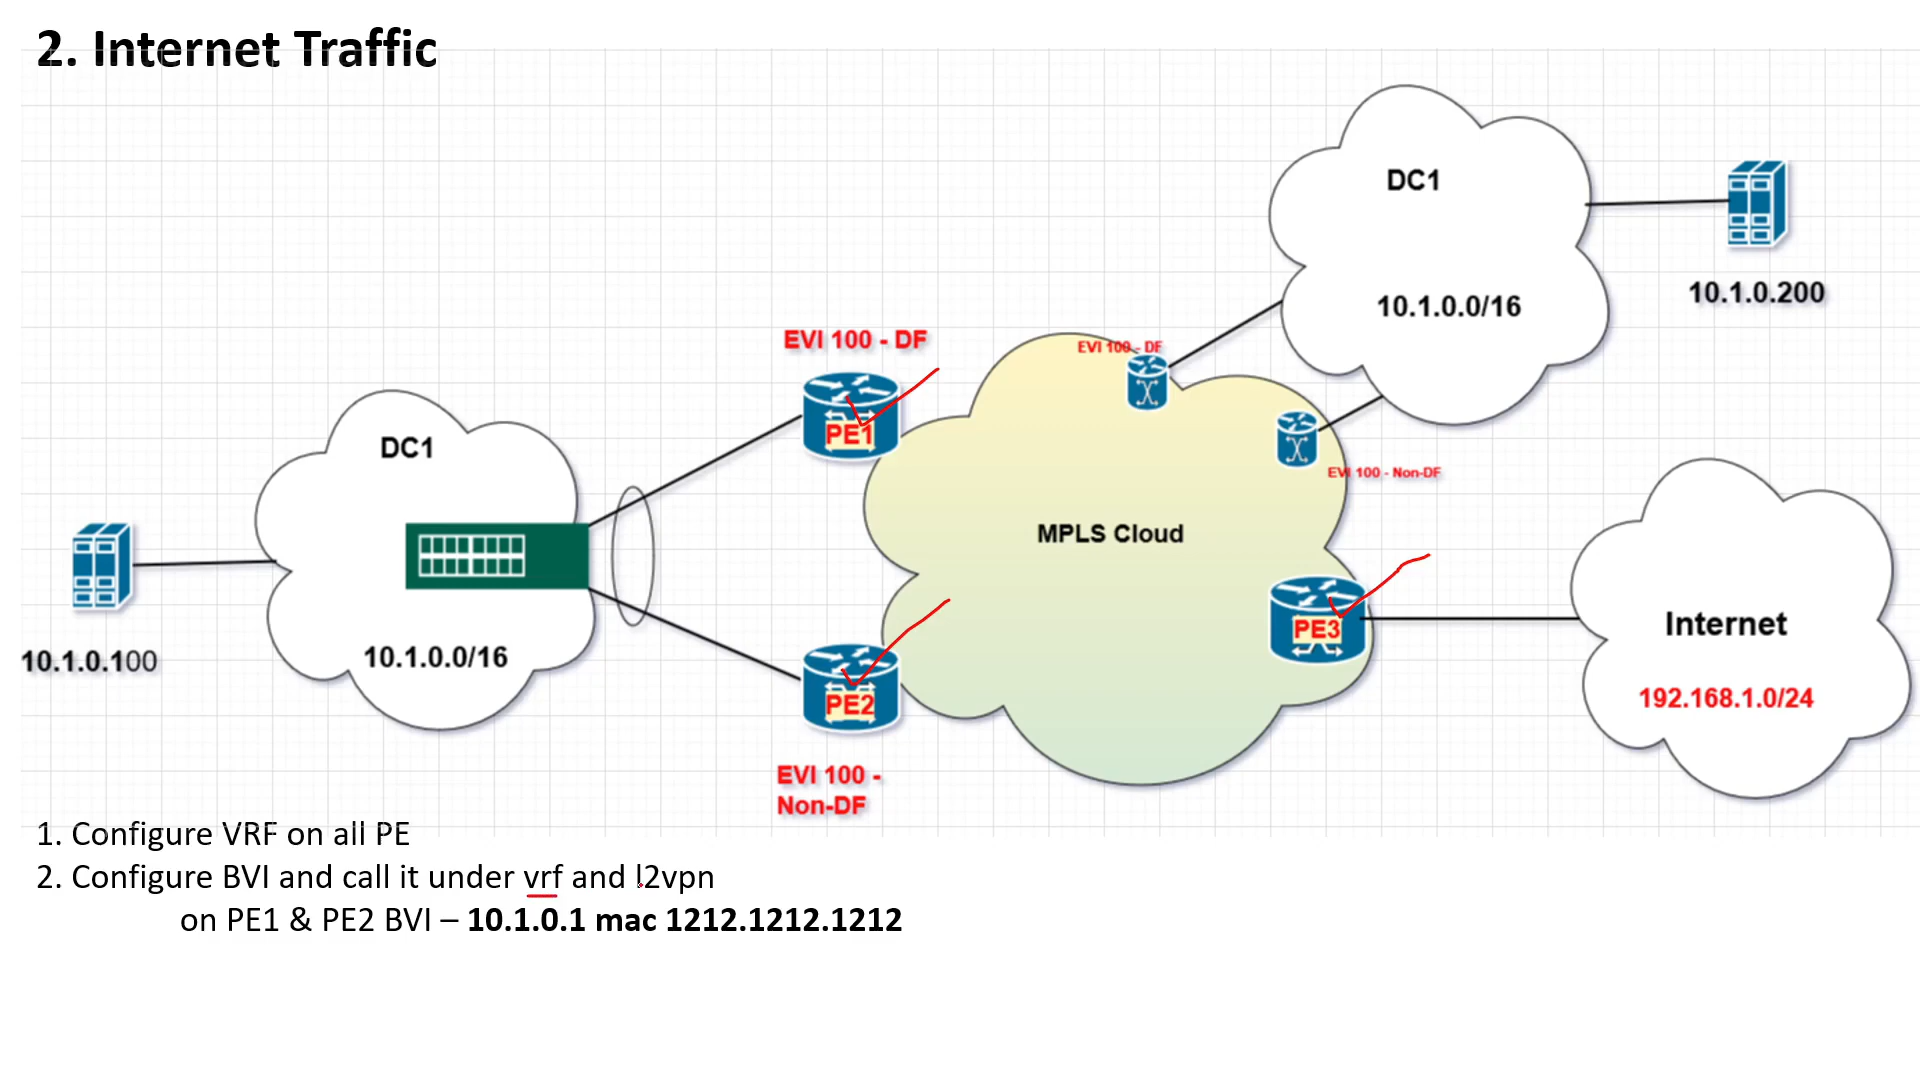 2. Internet Traffic
DC1
10.1.0.200
10.1.0.0/16
EVI 100 - DF
EVI 100 - DF
PE1
DC1
EVI 100 - Non-DF
MPLS Cloud
10.1.0.100
10.1.0.0/16
PE3
Internet
192.168.1.0/24
PE2
EVI 100 -
Non-DF
1. Configure VRF on all PE
2. Configure BVI and call it under vrf and l2vpn
on PE1 & PE2 BVI – 10.1.0.1 mac 1212.1212.1212